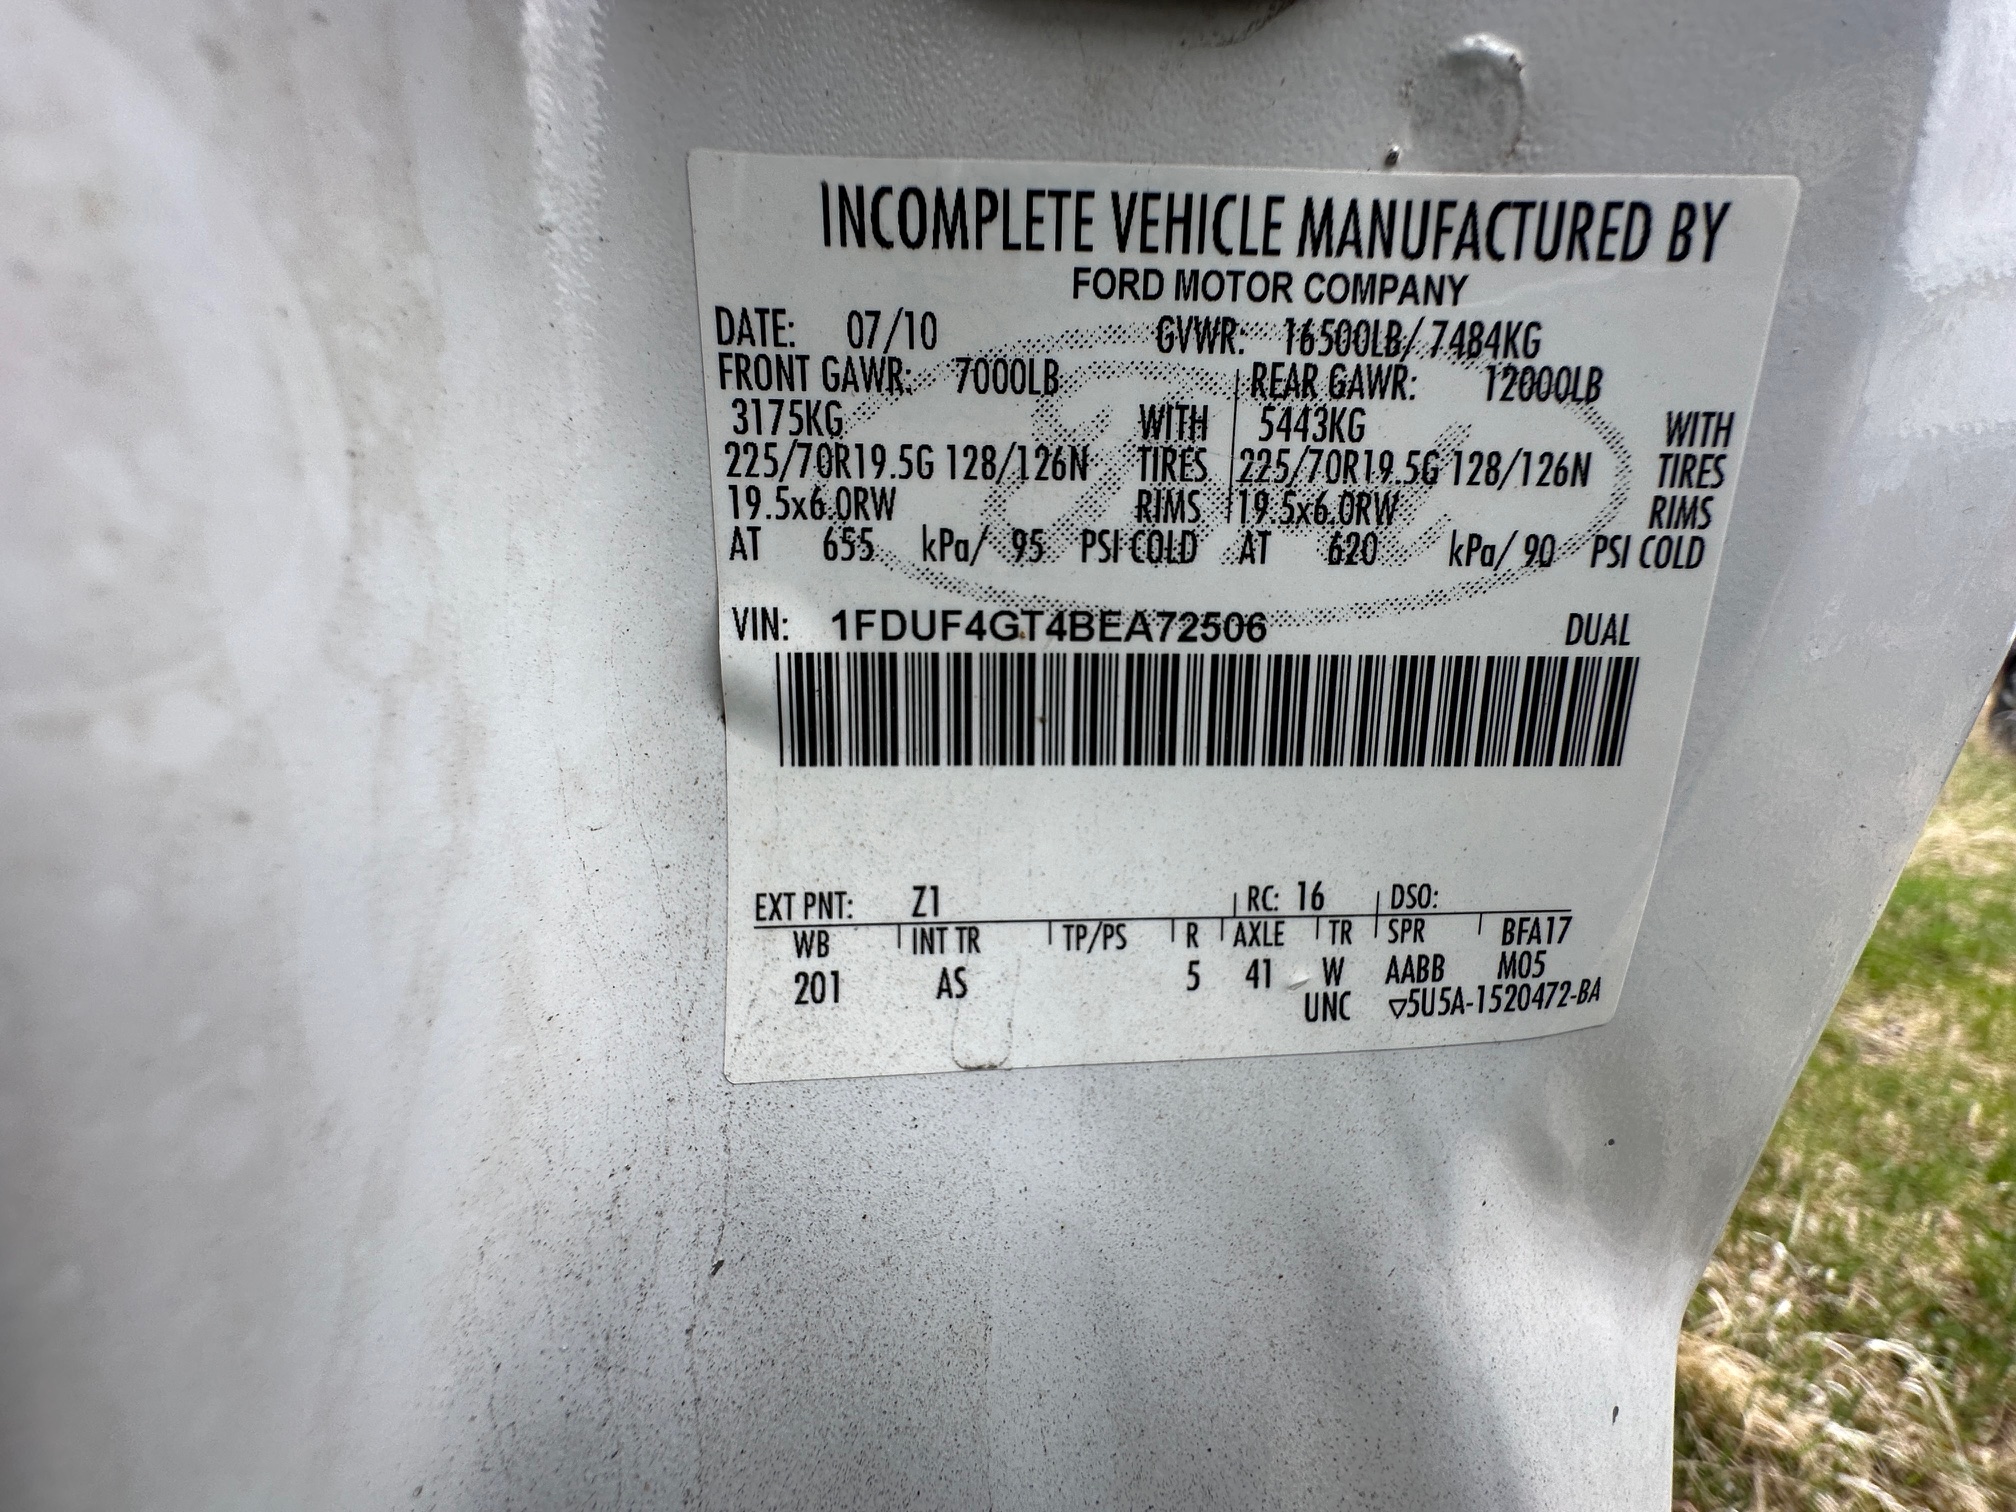 INCOMPLETE VEHICLE MANUFACTURED BY
FORD MOTOR COMPANY
DATE: 07/10 GVWR: 16500LB/ 7484KG
FRONT GAWR: 7000LB REAR GAWR: 12000LB
3175KG WITH 5443KG WITH
225/70R19.5G 128/126N TIRES 225/70R19.5G 128/126N TIRES
19.5x6.0RW RIMS 19.5x6.0RW RIMS
AT 655 kPa/ 95 PSI COLD AT 620 kPa/ 90 PSI COLD
VIN: 1FDUF4GT4BEA72506 DUAL
EXT PNT: Z1 RC: 16 DSO:
WB INT TR TP/PS R AXLE TR SPR BFA17
201 AS 5 41 W AABB M05
UNC ▽5U5A-1520472-BA